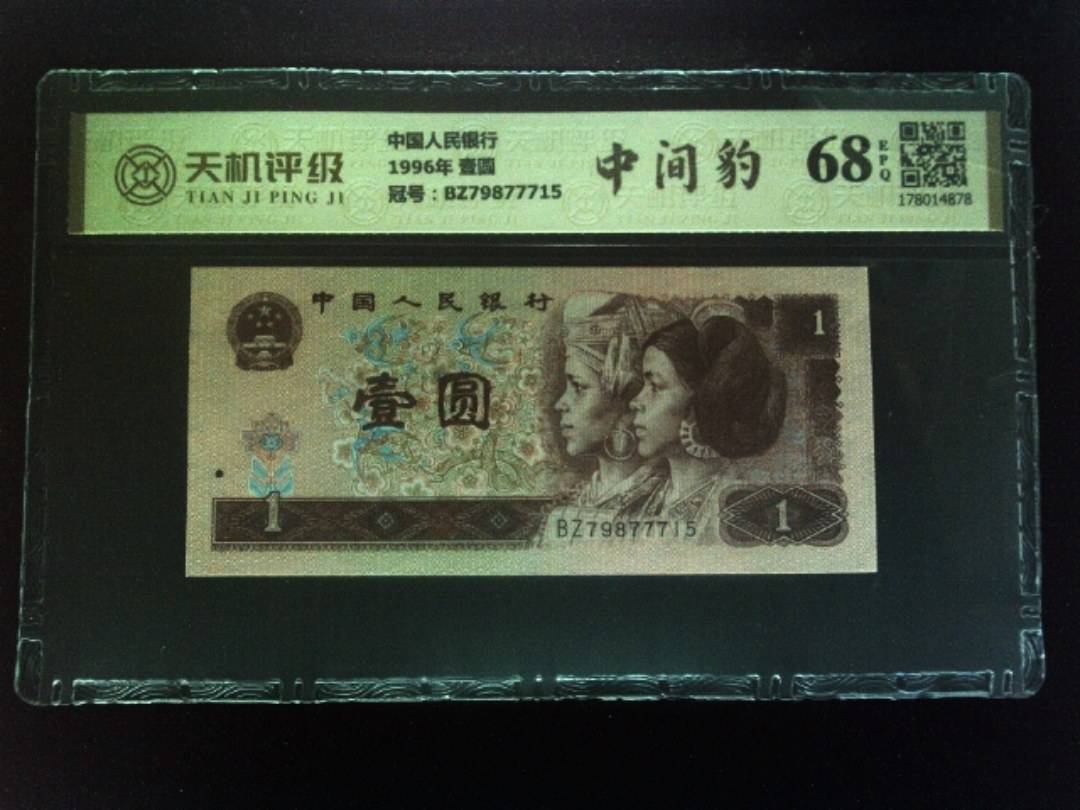 天机评级
TIAN JI PING JI
中国人民银行
1996年 壹圆
冠号：BZ79877715
中间豹
68
EPQ
178014878
中国人民银行
1
壹圆
1
BZ79877715
1